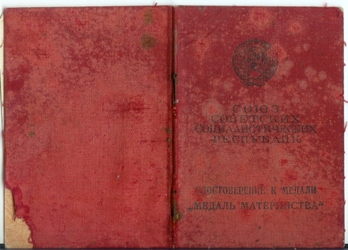 СОЮЗ
СОВЕТСКИХ
СОЦИАЛИСТИЧЕСКИХ
РЕСПУБЛИК
УДОСТОВЕРЕНИЕ К МЕДАЛИ
„МЕДАЛЬ МАТЕРИНСТВА“